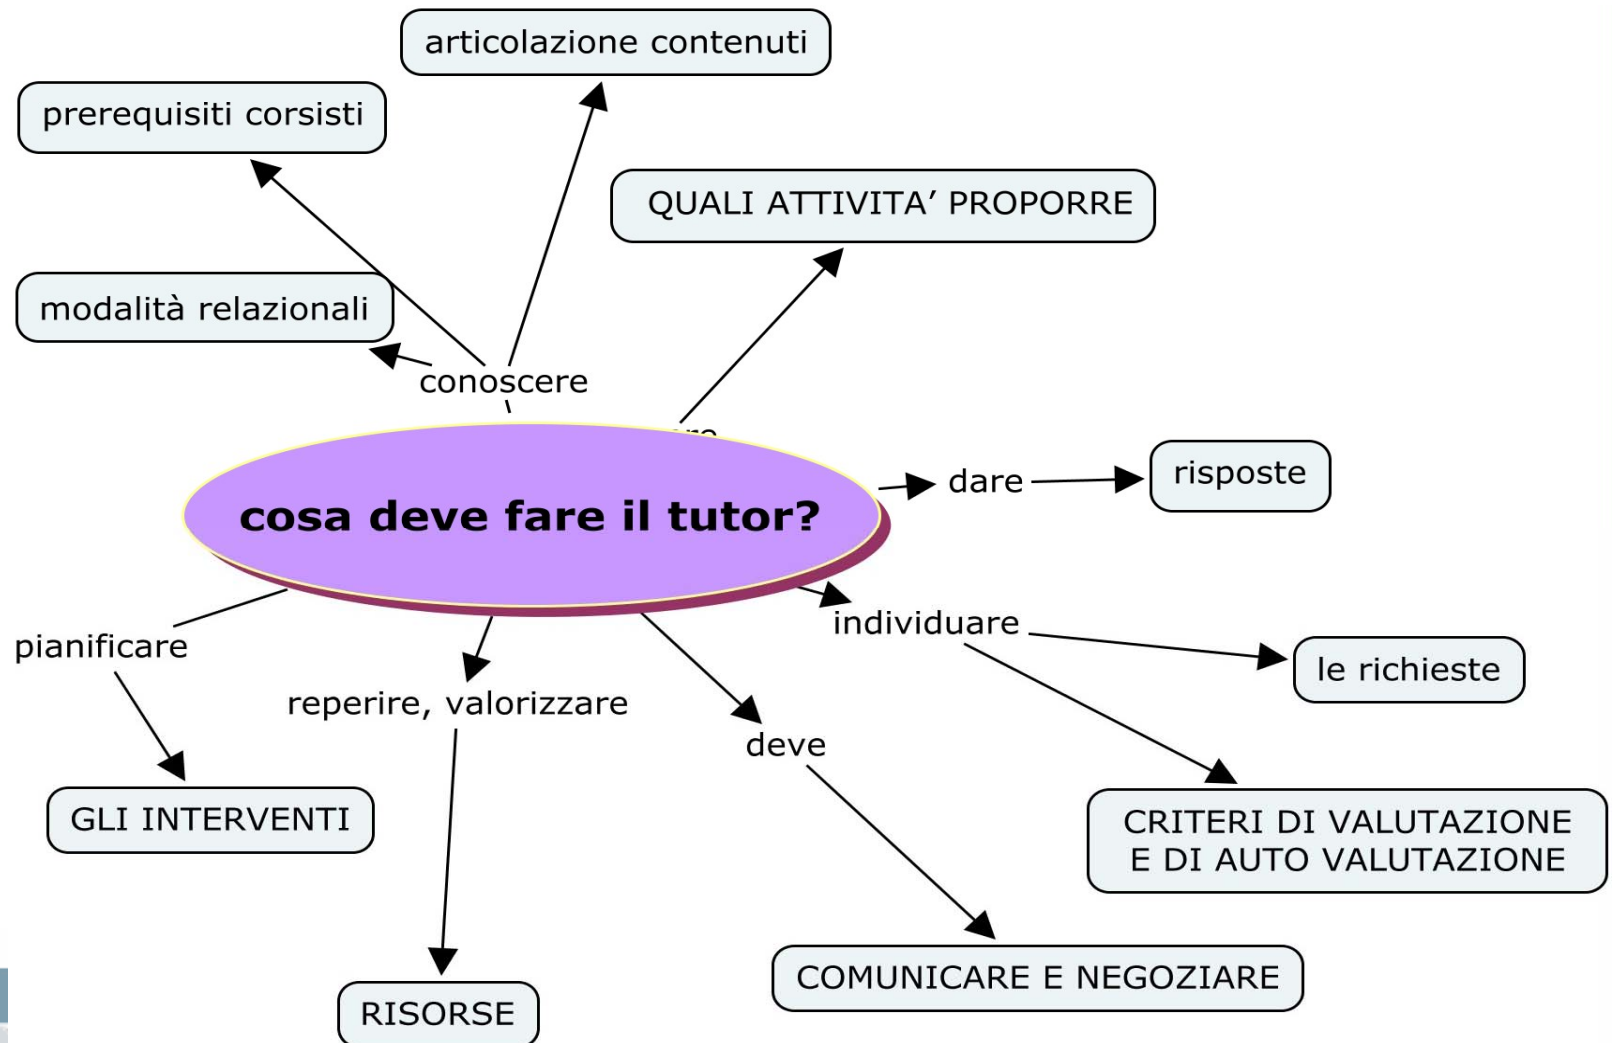 articolazione contenuti
prerequisiti corsisti
QUALI ATTIVITA’ PROPORRE
modalità relazionali
conoscere
cosa deve fare il tutor?
dare
risposte
individuare
le richieste
pianificare
reperire, valorizzare
deve
GLI INTERVENTI
CRITERI DI VALUTAZIONE
E DI AUTO VALUTAZIONE
COMUNICARE E NEGOZIARE
RISORSE